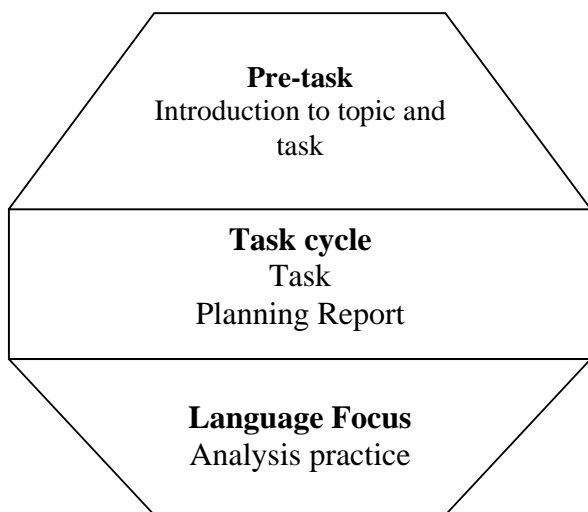 Pre-task
Introduction to topic and
task
Task cycle
Task
Planning Report
Language Focus
Analysis practice